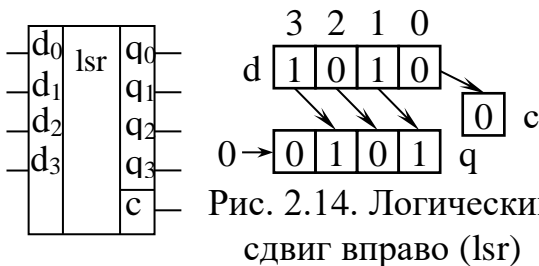 d₀ lsr q₀
d₁ q₁
d₂ q₂
d₃ q₃
c
3 2 1 0
d 1 0 1 0
0 c
0 0 1 0 1 q
Рис. 2.14. Логически
сдвиг вправо (lsr)